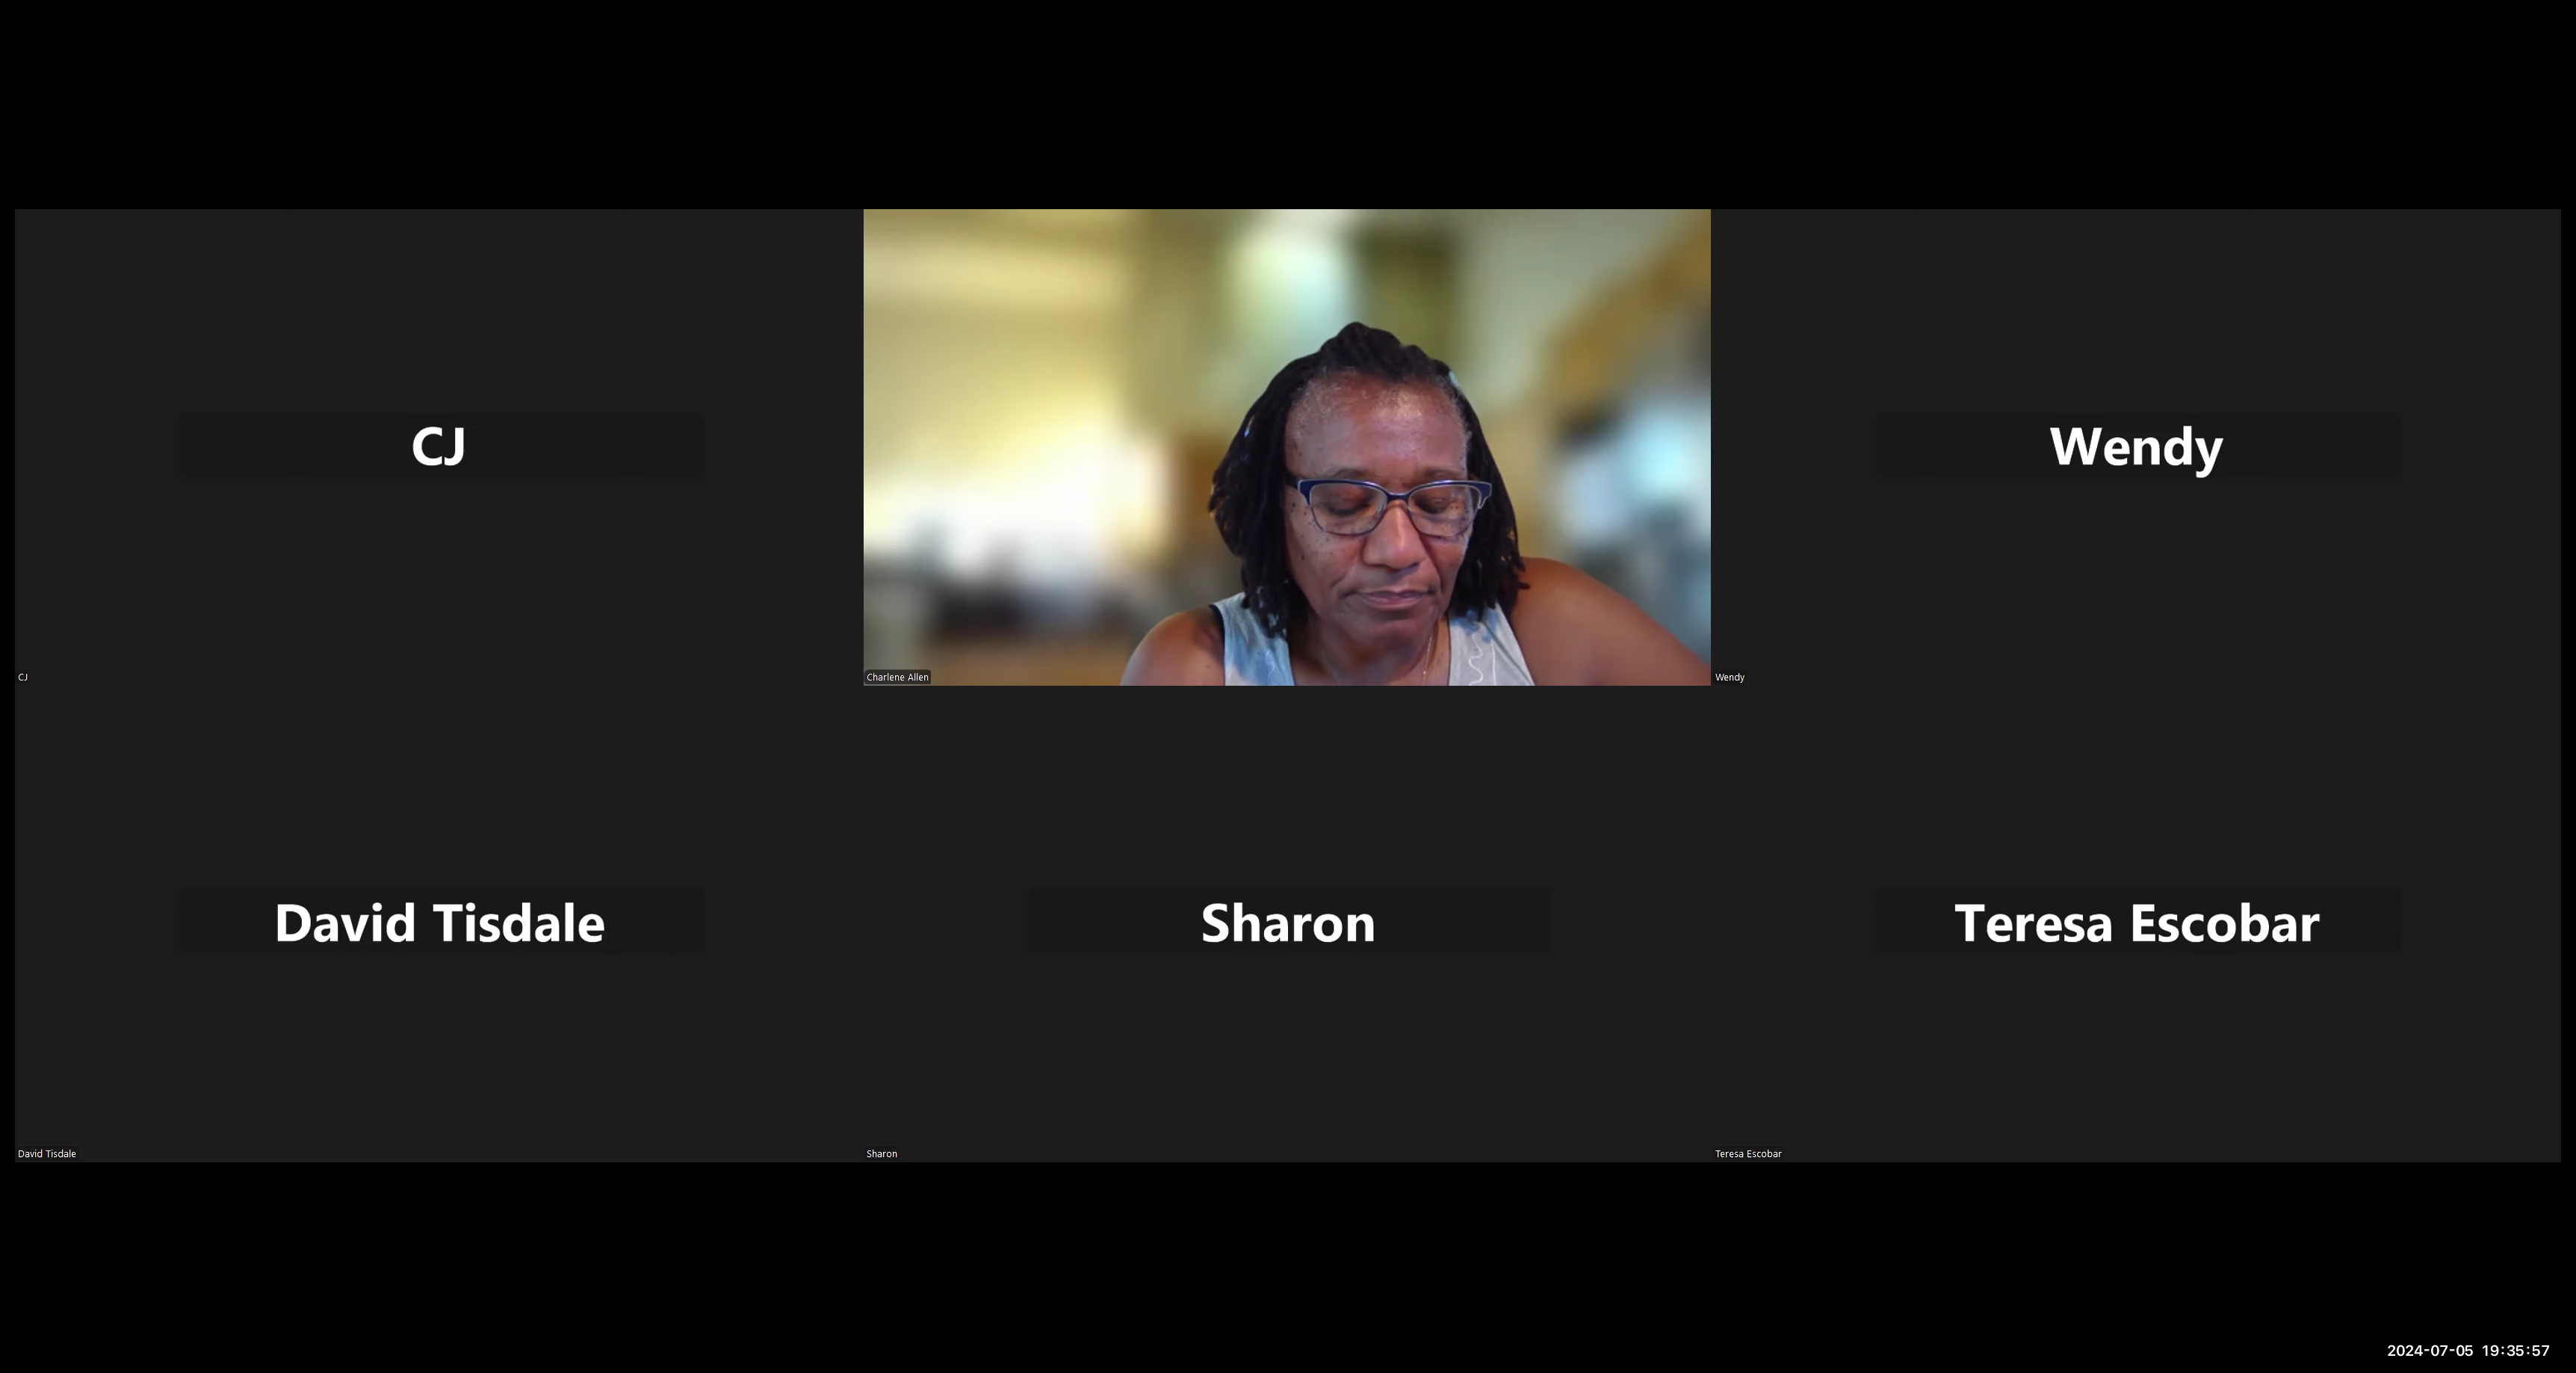 CJ
Wendy
CJ
Charlene Allen
Wendy
David Tisdale
Sharon
Teresa Escobar
David Tisdale
Sharon
Teresa Escobar
2024-07-05 19:35:57